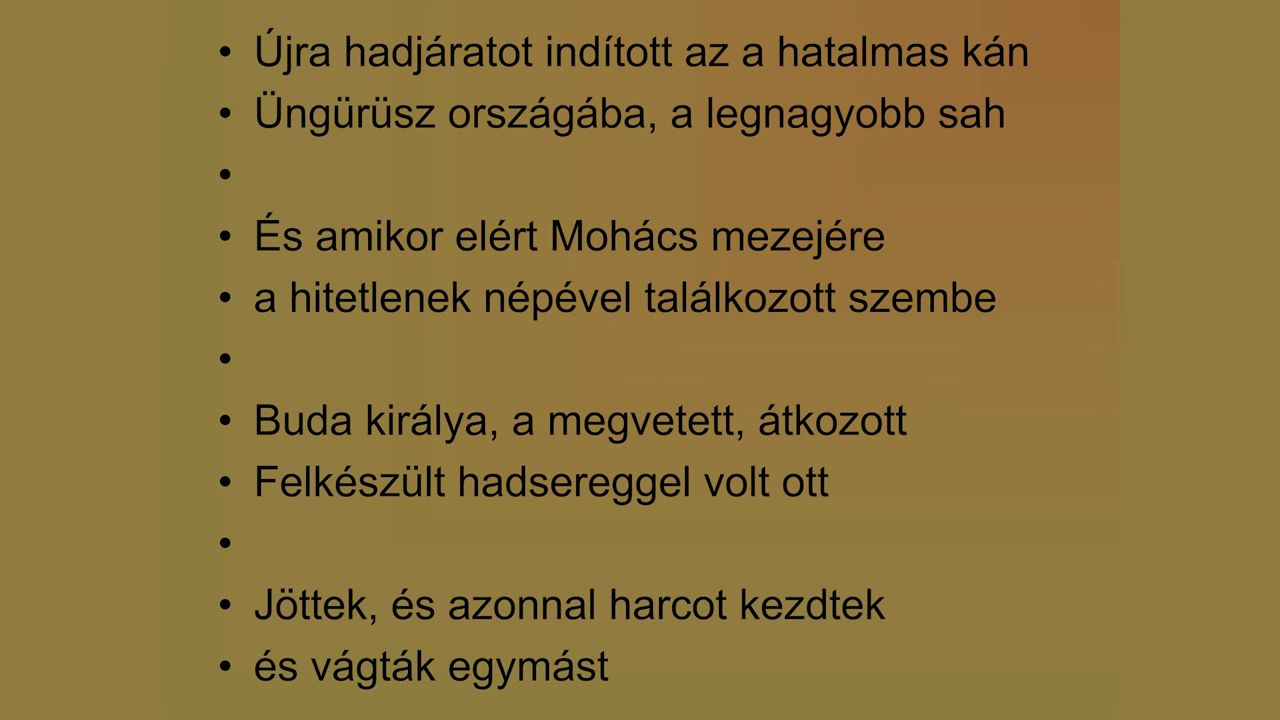 • Újra hadjáratot indított az a hatalmas kán
• Üngürüsz országába, a legnagyobb sah
•
• És amikor elért Mohács mezejére
• a hitetlenek népével találkozott szembe
•
• Buda királya, a megvetett, átkozott
• Felkészült hadsereggel volt ott
•
• Jöttek, és azonnal harcot kezdtek
• és vágták egymást